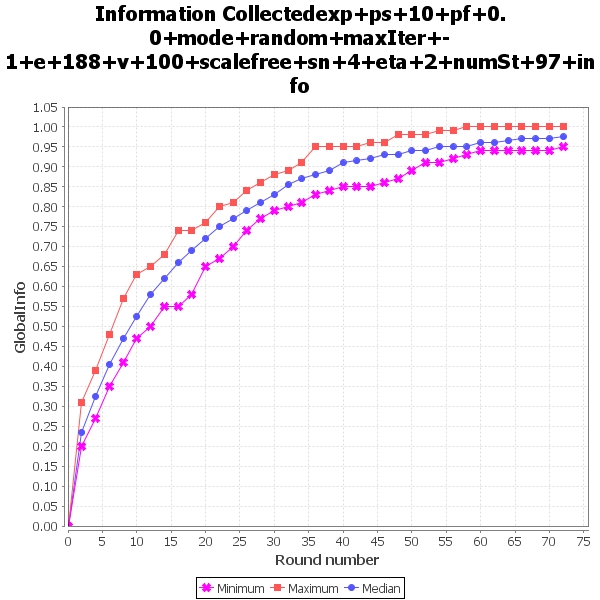 Information Collectedexp+ps+10+pf+0.
0+mode+random+maxIter+-
1+e+188+v+100+scalefree+sn+4+eta+2+numSt+97+in
fo
1.05
1.00
0.95
0.90
0.85
0.80
0.75
0.70
0.65
0.60
0.55
0.50
0.45
0.40
0.35
0.30
0.25
0.20
0.15
0.10
0.05
0.00
GlobalInfo
0 5 10 15 20 25 30 35 40 45 50 55 60 65 70 75
Round number
Minimum Maximum Median